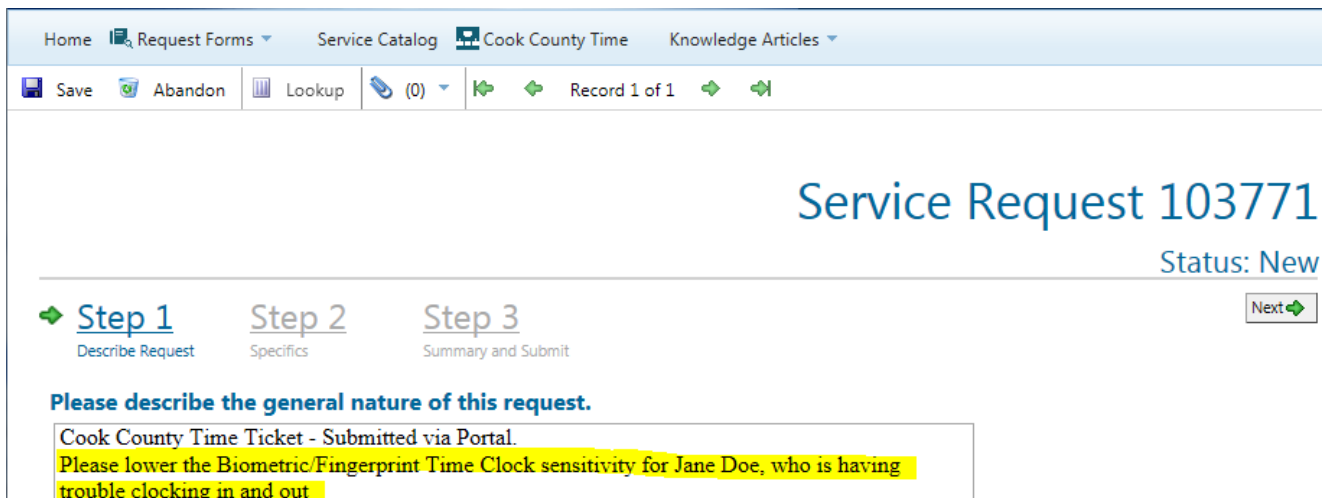 Home Request Forms Service Catalog Cook County Time Knowledge Articles
Save Abandon Lookup (0) Record 1 of 1
Service Request 103771
Status: New
Step 1 Step 2 Step 3 Next
Describe Request Specifics Summary and Submit
Please describe the general nature of this request.
Cook County Time Ticket - Submitted via Portal.
Please lower the Biometric/Fingerprint Time Clock sensitivity for Jane Doe, who is having
trouble clocking in and out